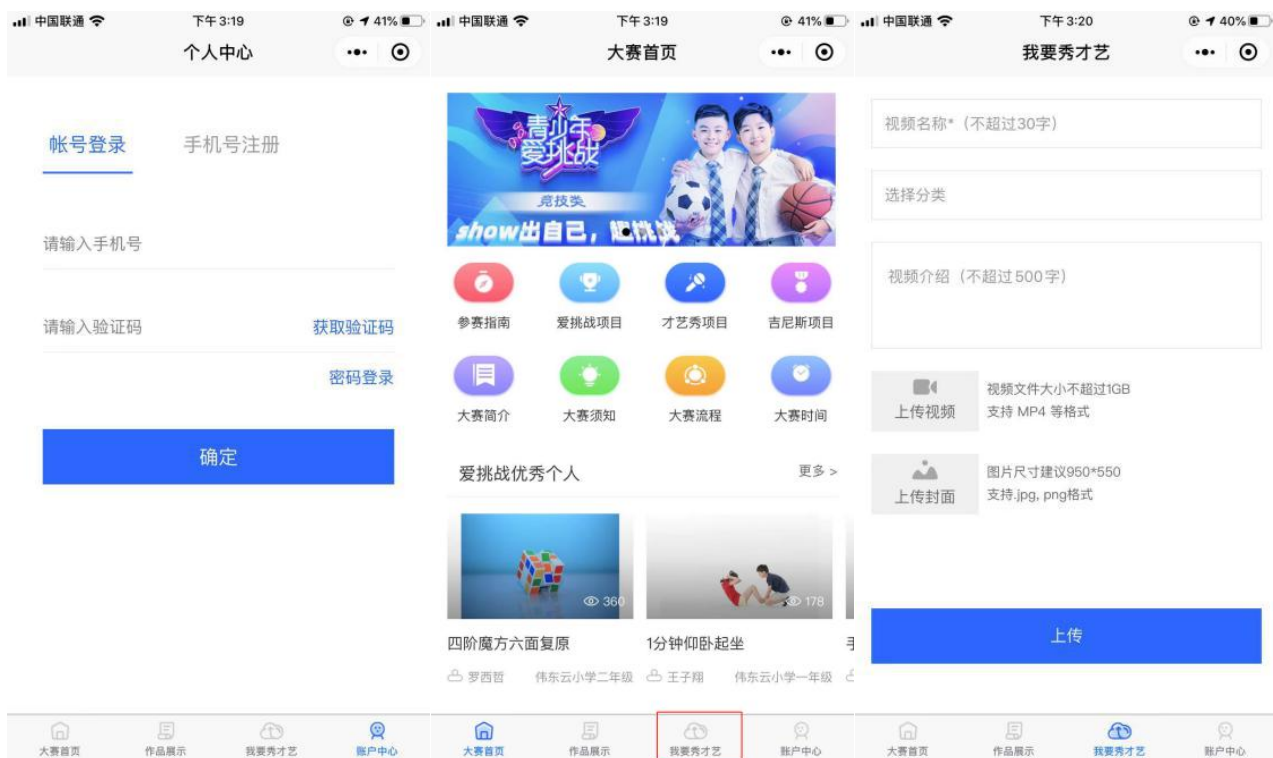 中国联通
下午3:19
41%
个人中心
帐号登录
手机号注册
请输入手机号
请输入验证码
获取验证码
密码登录
确定
大赛首页
作品展示
我要秀才艺
账户中心
中国联通
下午3:19
41%
大赛首页
青少年
爱挑战
竞技类
show出自己，趣挑战
参赛指南
爱挑战项目
才艺秀项目
吉尼斯项目
大赛简介
大赛须知
大赛流程
大赛时间
爱挑战优秀个人
更多 >
360
178
四阶魔方六面复原
1分钟仰卧起坐
罗西哲
伟东云小学二年级
王子翔
伟东云小学一年级
大赛首页
作品展示
我要秀才艺
账户中心
中国联通
下午3:20
40%
我要秀才艺
视频名称*（不超过30字）
选择分类
视频介绍（不超过500字）
上传视频
视频文件大小不超过1GB
支持 MP4 等格式
上传封面
图片尺寸建议950*550
支持.jpg, png格式
上传
大赛首页
作品展示
我要秀才艺
账户中心